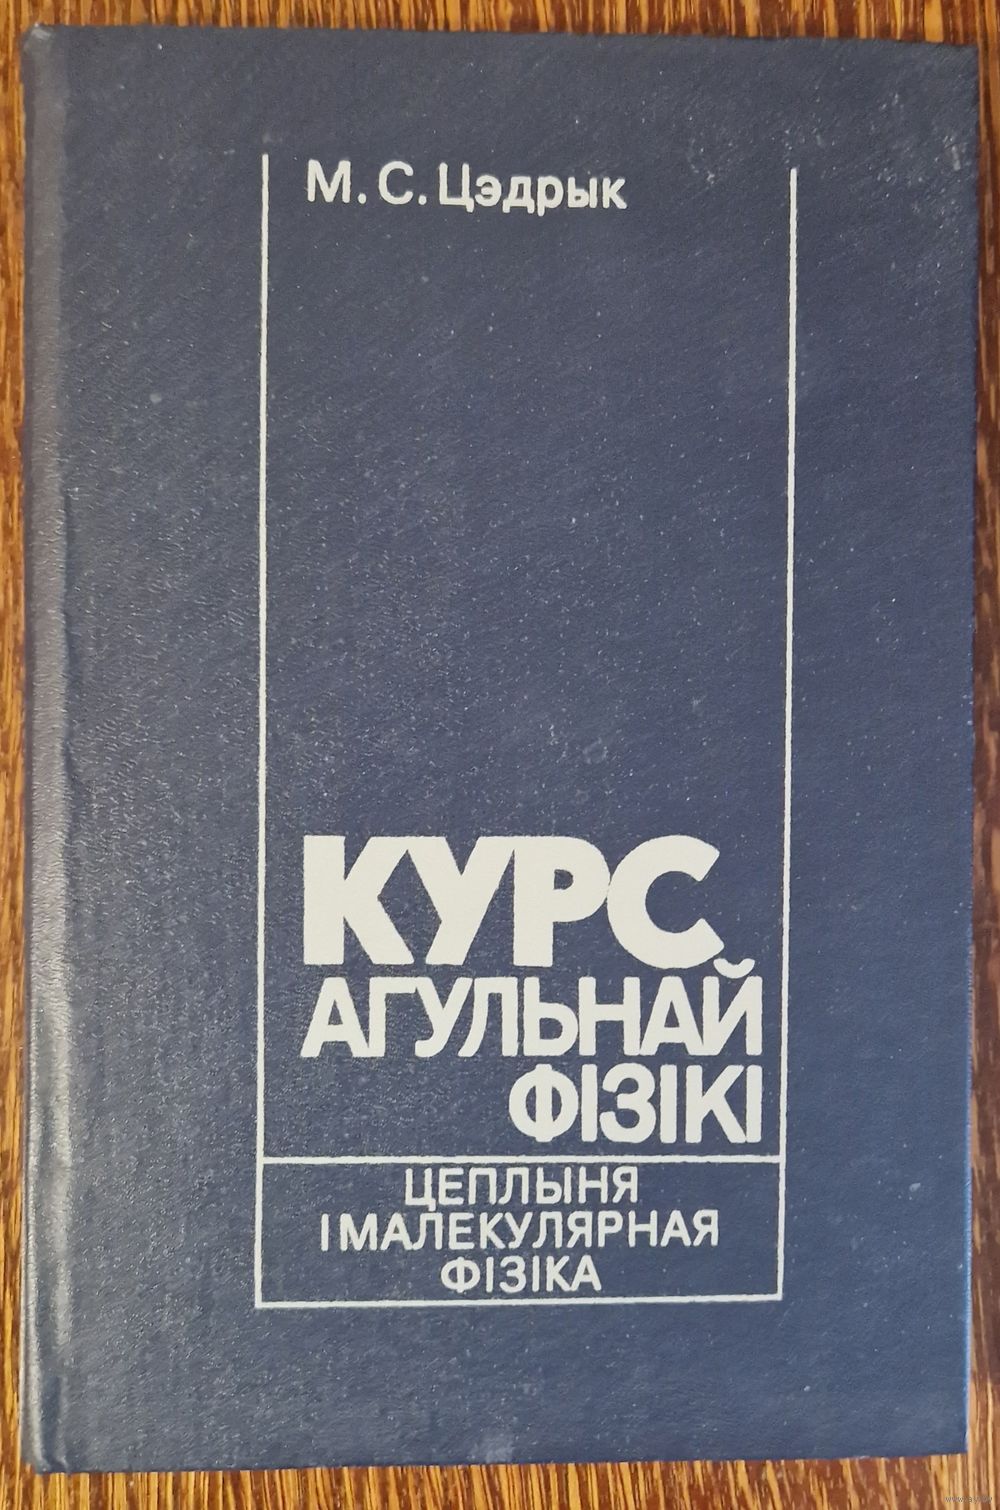 М. С. Цэдрык
КУРС
АГУЛЬНАЙ
ФІЗІКІ
ЦЕПЛЫНЯ
І МАЛЕКУЛЯРНАЯ
ФІЗІКА